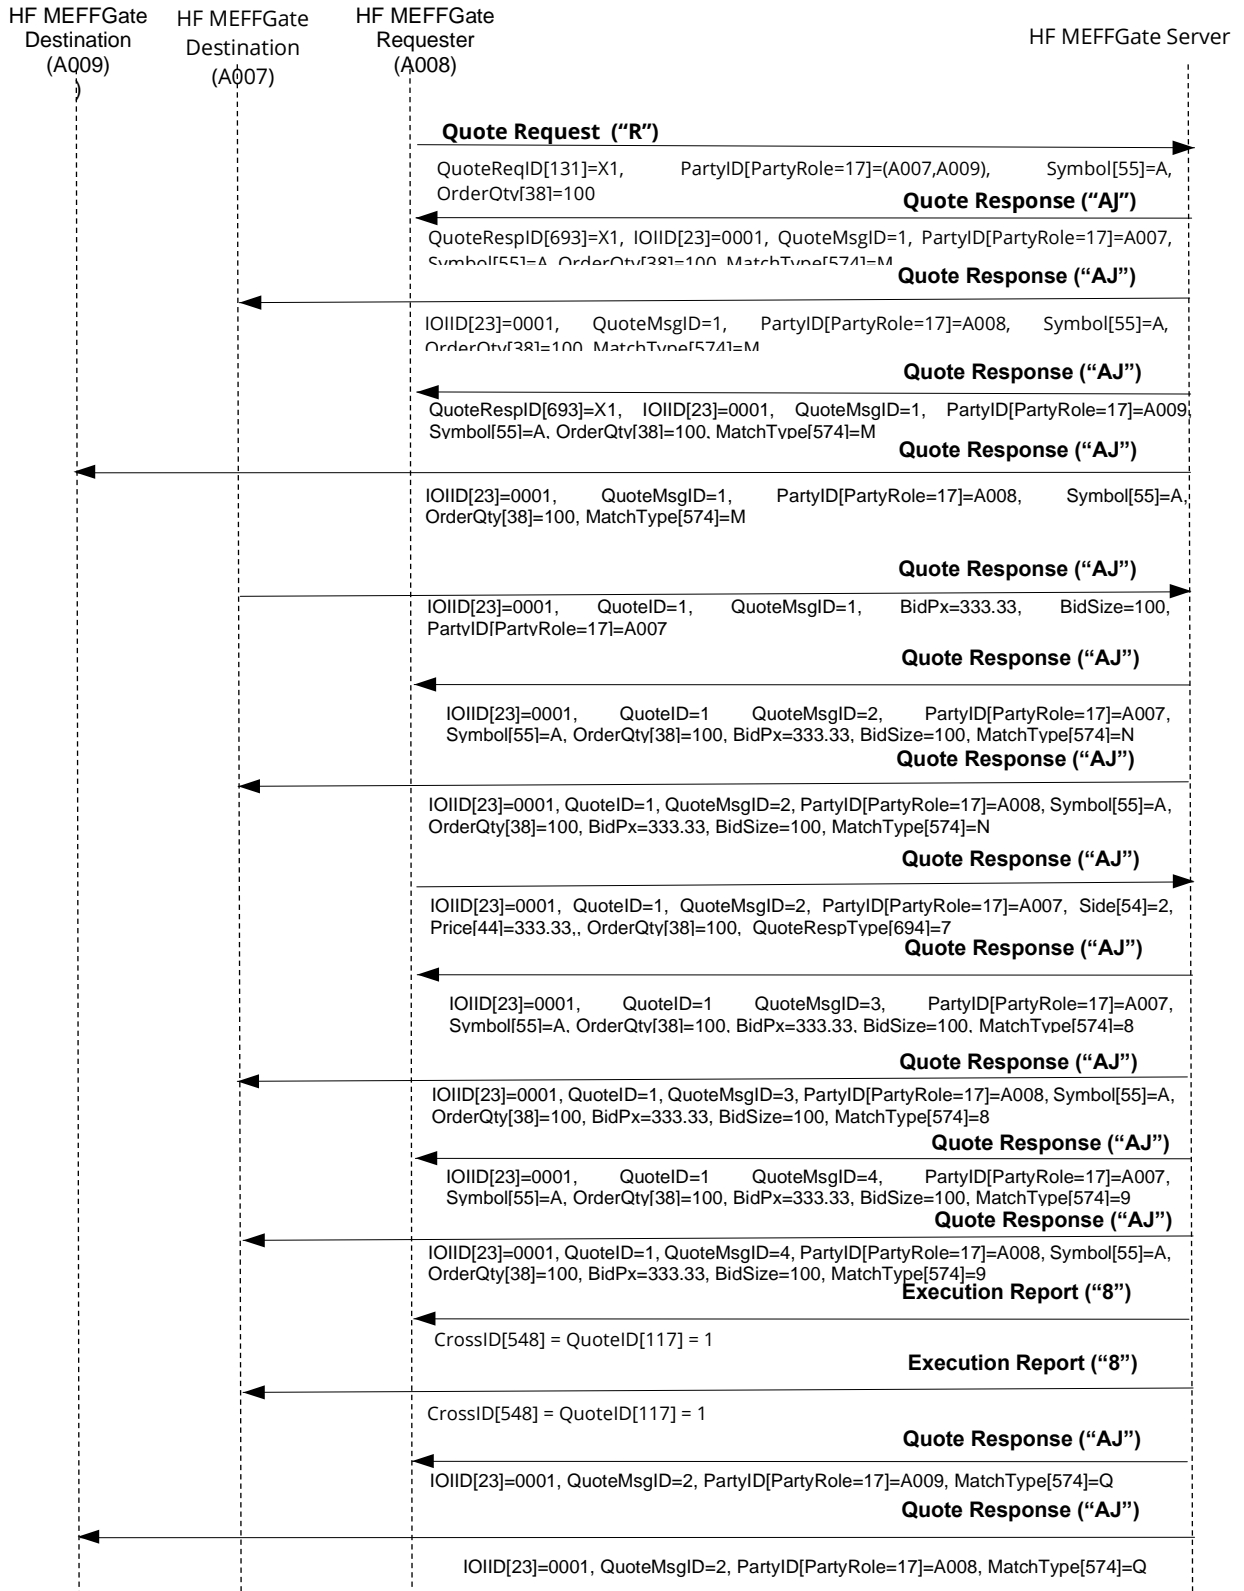 HF MEFFGate
Destination
(A009)
)
HF MEFFGate
Destination
(A007)
HF MEFFGate
Requester
(A008)
HF MEFFGate Server
Quote Request ("R")
QuoteReqID[131]=X1, PartyID[PartyRole=17]=(A007,A009), Symbol[55]=A,
OrderQty[38]=100
Quote Response (“AJ”)
QuoteRespID[693]=X1, IOIID[23]=0001, QuoteMsgID=1, PartyID[PartyRole=17]=A007,
Symbol[55]=A, OrderQty[38]=100, MatchType[574]=M
Quote Response (“AJ”)
IOIID[23]=0001, QuoteMsgID=1, PartyID[PartyRole=17]=A008, Symbol[55]=A,
OrderQty[38]=100, MatchType[574]=M
Quote Response (“AJ”)
QuoteRespID[693]=X1, IOIID[23]=0001, QuoteMsgID=1, PartyID[PartyRole=17]=A009,
Symbol[55]=A, OrderQty[38]=100, MatchType[574]=M
Quote Response (“AJ”)
IOIID[23]=0001, QuoteMsgID=1, PartyID[PartyRole=17]=A008, Symbol[55]=A,
OrderQty[38]=100, MatchType[574]=M
Quote Response (“AJ”)
IOIID[23]=0001, QuoteID=1, QuoteMsgID=1, BidPx=333.33, BidSize=100,
PartyID[PartyRole=17]=A007
Quote Response (“AJ”)
IOIID[23]=0001, QuoteID=1 QuoteMsgID=2, PartyID[PartyRole=17]=A007,
Symbol[55]=A, OrderQty[38]=100, BidPx=333.33, BidSize=100, MatchType[574]=N
Quote Response (“AJ”)
IOIID[23]=0001, QuoteID=1, QuoteMsgID=2, PartyID[PartyRole=17]=A008, Symbol[55]=A,
OrderQty[38]=100, BidPx=333.33, BidSize=100, MatchType[574]=N
Quote Response (“AJ”)
IOIID[23]=0001, QuoteID=1, QuoteMsgID=2, PartyID[PartyRole=17]=A007, Side[54]=2,
Price[44]=333.33,, OrderQty[38]=100, QuoteRespType[694]=7
Quote Response (“AJ”)
IOIID[23]=0001, QuoteID=1 QuoteMsgID=3, PartyID[PartyRole=17]=A007,
Symbol[55]=A, OrderQty[38]=100, BidPx=333.33, BidSize=100, MatchType[574]=8
Quote Response (“AJ”)
IOIID[23]=0001, QuoteID=1, QuoteMsgID=3, PartyID[PartyRole=17]=A008, Symbol[55]=A,
OrderQty[38]=100, BidPx=333.33, BidSize=100, MatchType[574]=8
Quote Response (“AJ”)
IOIID[23]=0001, QuoteID=1 QuoteMsgID=4, PartyID[PartyRole=17]=A007,
Symbol[55]=A, OrderQty[38]=100, BidPx=333.33, BidSize=100, MatchType[574]=9
Quote Response (“AJ”)
IOIID[23]=0001, QuoteID=1, QuoteMsgID=4, PartyID[PartyRole=17]=A008, Symbol[55]=A,
OrderQty[38]=100, BidPx=333.33, BidSize=100, MatchType[574]=9
Execution Report (“8”)
CrossID[548] = QuoteID[117] = 1
Execution Report (“8”)
CrossID[548] = QuoteID[117] = 1
Quote Response (“AJ”)
IOIID[23]=0001, QuoteMsgID=2, PartyID[PartyRole=17]=A009, MatchType[574]=Q
Quote Response (“AJ”)
IOIID[23]=0001, QuoteMsgID=2, PartyID[PartyRole=17]=A008, MatchType[574]=Q